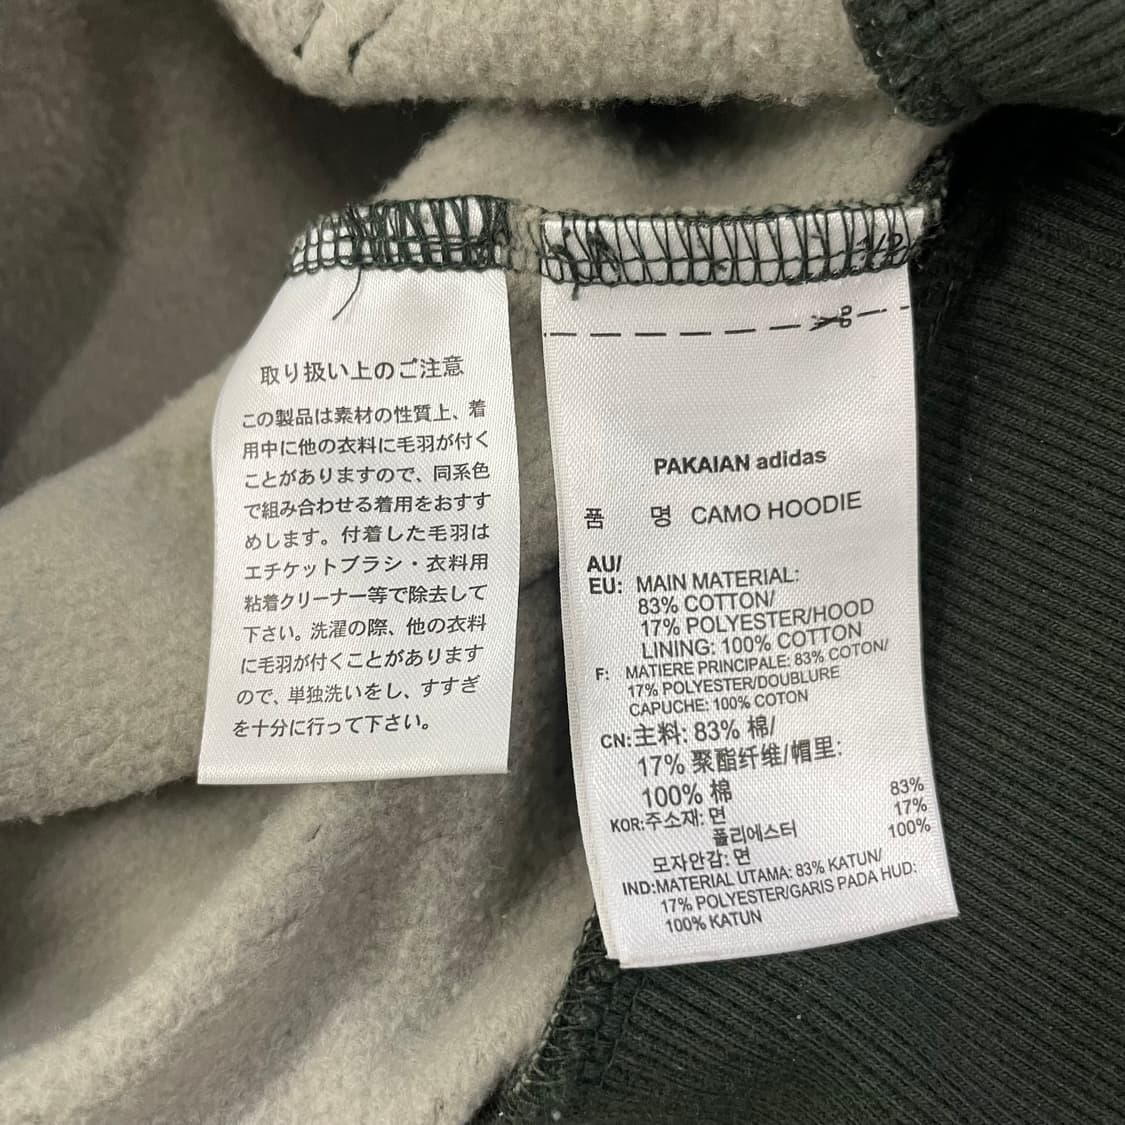 取り扱い上のご注意
この製品は素材の性質上、着
用中に他の衣料に毛羽が付く
ことがありますので、同系色
で組み合わせる着用をおすす
めします。付着した毛羽は
エチケットブラシ・衣料用
粘着クリーナー等で除去して
下さい。洗濯の際、他の衣料
に毛羽が付くことがあります
ので、単独洗いをし、すすぎ
を十分に行って下さい。
PAKAIAN adidas
품 명 CAMO HOODIE
AU/
EU: MAIN MATERIAL:
83% COTTON/
17% POLYESTER/HOOD
LINING: 100% COTTON
F: MATIERE PRINCIPALE: 83% COTON/
17% POLYESTER/DOUBLURE
CAPUCHE: 100% COTON
CN:主料: 83% 棉/
17% 聚酯纤维/帽里:
100% 棉
KOR:주소재: 면 83%
폴리에스터 17%
모자안감: 면 100%
IND:MATERIAL UTAMA: 83% KATUN/
17% POLYESTER/GARIS PADA HUD:
100% KATUN